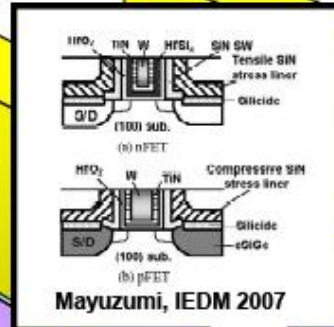 HfO₂ TiN W HfSiₓ SiN SW
Tensile SiN
stress liner
Silicide
S/D
(100) sub.
(a) nFET
HfO₂ W TiN
Compressive SiN
stress liner
Silicide
S/D
eSiGe
(100) sub.
(b) pFET
Mayuzumi, IEDM 2007